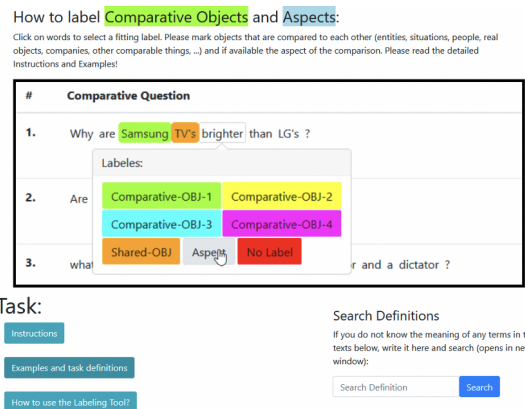 How to label Comparative Objects and Aspects:
Click on words to select a fitting label. Please mark objects that are compared to each other (entities, situations, people, real
objects, companies, other comparable things, ...) and if available the aspect of the comparison. Please read the detailed
Instructions and Examples!
# Comparative Question
1. Why are Samsung TV's brighter than LG's ?
Labeles:
Comparative-OBJ-1 Comparative-OBJ-2
2. Are
Comparative-OBJ-3 Comparative-OBJ-4
Shared-OBJ Aspect No Label
3. what r and a dictator ?
Task:
Instructions
Examples and task definitions
How to use the Labeling Tool?
Search Definitions
If you do not know the meaning of any terms in t
texts below, write it here and search (opens in ne
window):
Search Definition Search